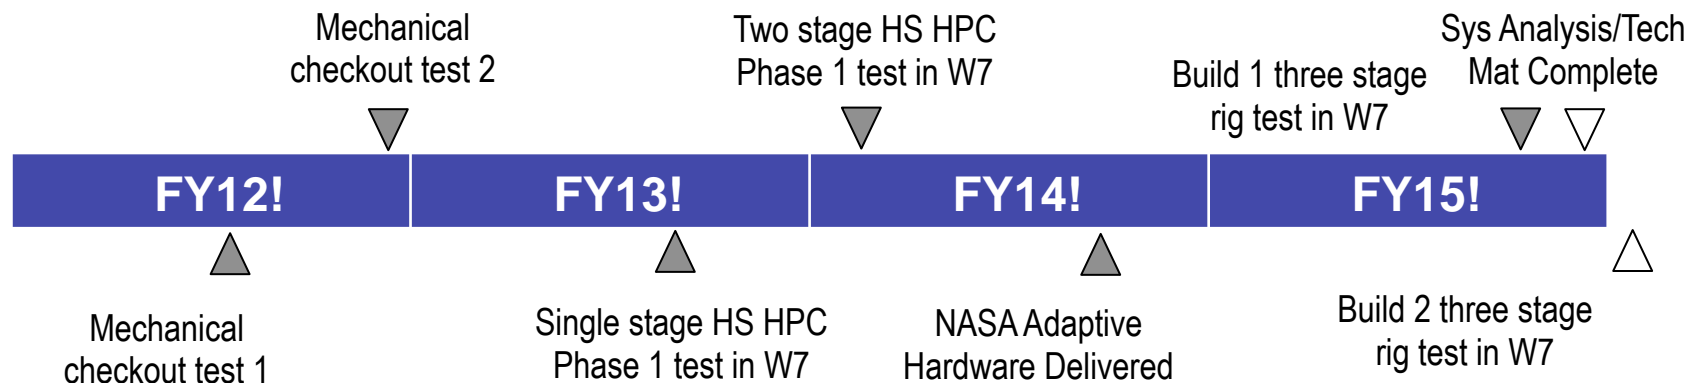 Mechanical
checkout test 2
Two stage HS HPC
Phase 1 test in W7
Build 1 three stage
rig test in W7
Sys Analysis/Tech
Mat Complete
FY12!
FY13!
FY14!
FY15!
Mechanical
checkout test 1
Single stage HS HPC
Phase 1 test in W7
NASA Adaptive
Hardware Delivered
Build 2 three stage
rig test in W7